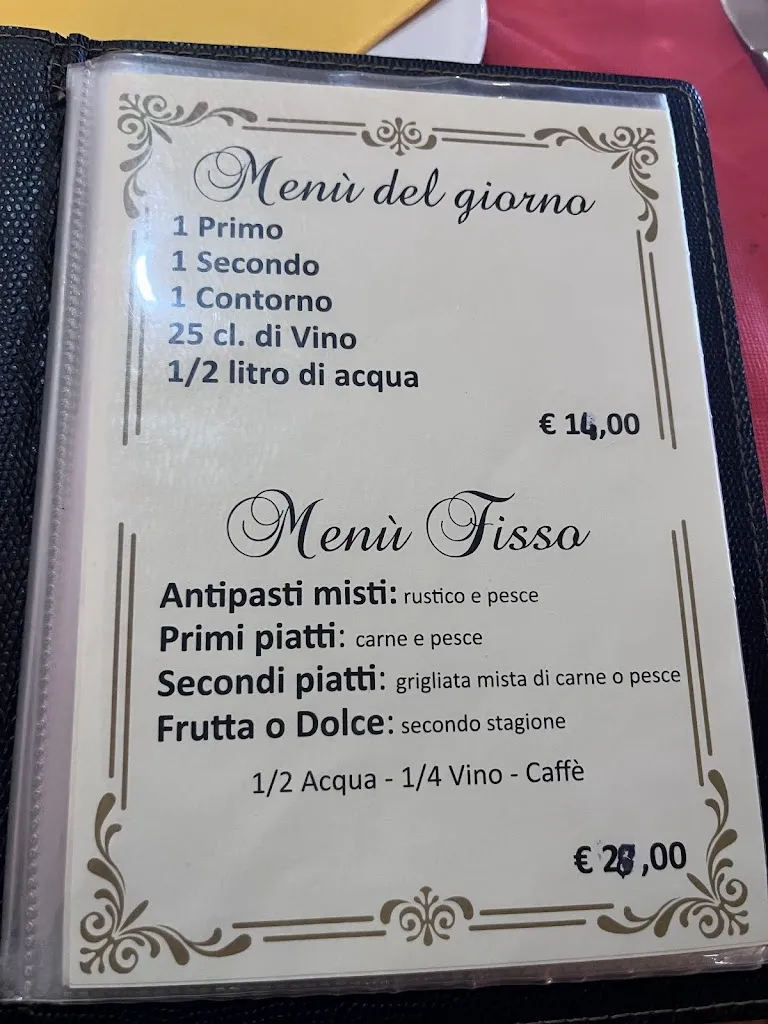 Menù del giorno
1 Primo
1 Secondo
1 Contorno
25 cl. di Vino
1/2 litro di acqua
€ 14,00
Menù Fisso
Antipasti misti: rustico e pesce
Primi piatti: carne e pesce
Secondi piatti: grigliata mista di carne o pesce
Frutta o Dolce: secondo stagione
1/2 Acqua - 1/4 Vino - Caffè
€